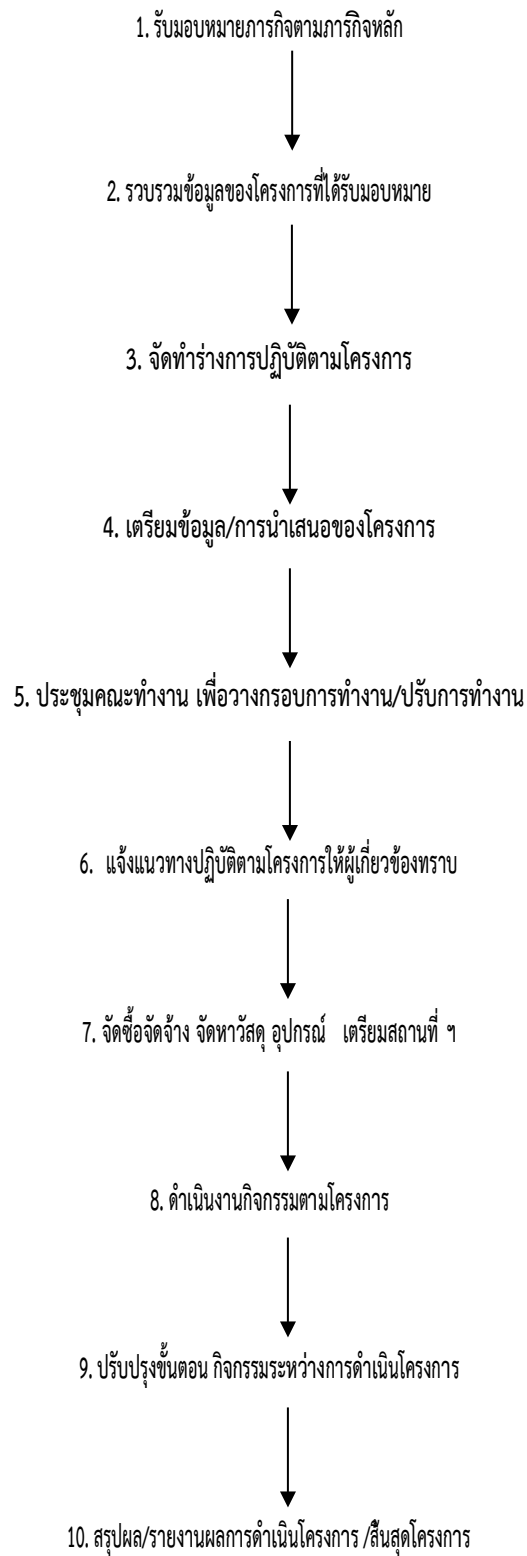 1. รับมอบหมายภารกิจตามภารกิจหลัก
2. รวบรวมข้อมูลของโครงการที่ได้รับมอบหมาย
3. จัดทำร่างการปฏิบัติตามโครงการ
4. เตรียมข้อมูล/การนำเสนอของโครงการ
5. ประชุมคณะทำงาน เพื่อวางกรอบการทำงาน/ปรับการทำงาน
6. แจ้งแนวทางปฏิบัติตามโครงการให้ผู้เกี่ยวข้องทราบ
7. จัดซื้อจัดจ้าง จัดหาวัสดุ อุปกรณ์ เตรียมสถานที่ ฯ
8. ดำเนินงานกิจกรรมตามโครงการ
9. ปรับปรุงขั้นตอน กิจกรรมระหว่างการดำเนินโครงการ
10. สรุปผล/รายงานผลการดำเนินโครงการ /สิ้นสุดโครงการ